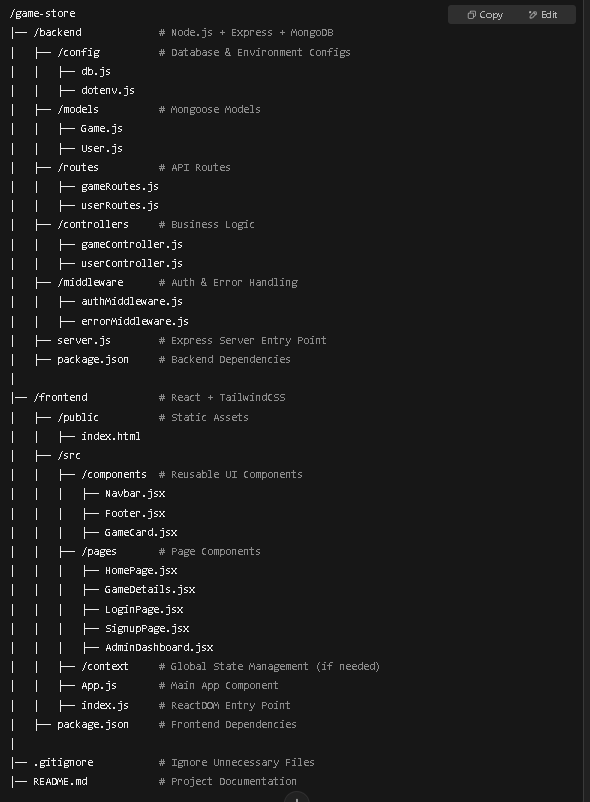 /game-store
Copy Edit
|── /backend # Node.js + Express + MongoDB
| ├── /config # Database & Environment Configs
| | ├── db.js
| | ├── dotenv.js
| ├── /models # Mongoose Models
| | ├── Game.js
| | ├── User.js
| ├── /routes # API Routes
| | ├── gameRoutes.js
| | ├── userRoutes.js
| ├── /controllers # Business Logic
| | ├── gameController.js
| | ├── userController.js
| ├── /middleware # Auth & Error Handling
| | ├── authMiddleware.js
| | ├── errorMiddleware.js
| ├── server.js # Express Server Entry Point
| ├── package.json # Backend Dependencies
|
|── /frontend # React + TailwindCSS
| ├── /public # Static Assets
| | ├── index.html
| ├── /src
| | ├── /components # Reusable UI Components
| | | ├── Navbar.jsx
| | | ├── Footer.jsx
| | | ├── GameCard.jsx
| | ├── /pages # Page Components
| | | ├── HomePage.jsx
| | | ├── GameDetails.jsx
| | | ├── LoginPage.jsx
| | | ├── SignupPage.jsx
| | | ├── AdminDashboard.jsx
| | ├── /context # Global State Management (if needed)
| | ├── App.js # Main App Component
| | ├── index.js # ReactDOM Entry Point
| ├── package.json # Frontend Dependencies
|
|── .gitignore # Ignore Unnecessary Files
|── README.md # Project Documentation